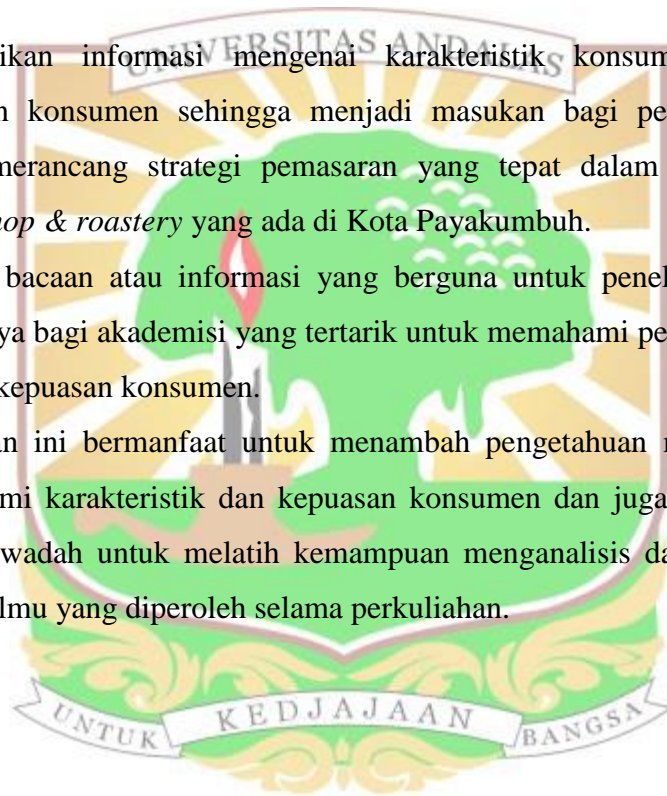 UNIVERSITAS ANDALAS
ikan informasi mengenai karakteristik konsum
n konsumen sehingga menjadi masukan bagi pe
merancang strategi pemasaran yang tepat dalam
hop & roastery yang ada di Kota Payakumbuh.
bacaan atau informasi yang berguna untuk penel
ya bagi akademisi yang tertarik untuk memahami pe
kepuasan konsumen.
an ini bermanfaat untuk menambah pengetahuan
mi karakteristik dan kepuasan konsumen dan juga
wadah untuk melatih kemampuan menganalisis da
ilmu yang diperoleh selama perkuliahan.
UNTUK KEDJAJAAN BANGSA